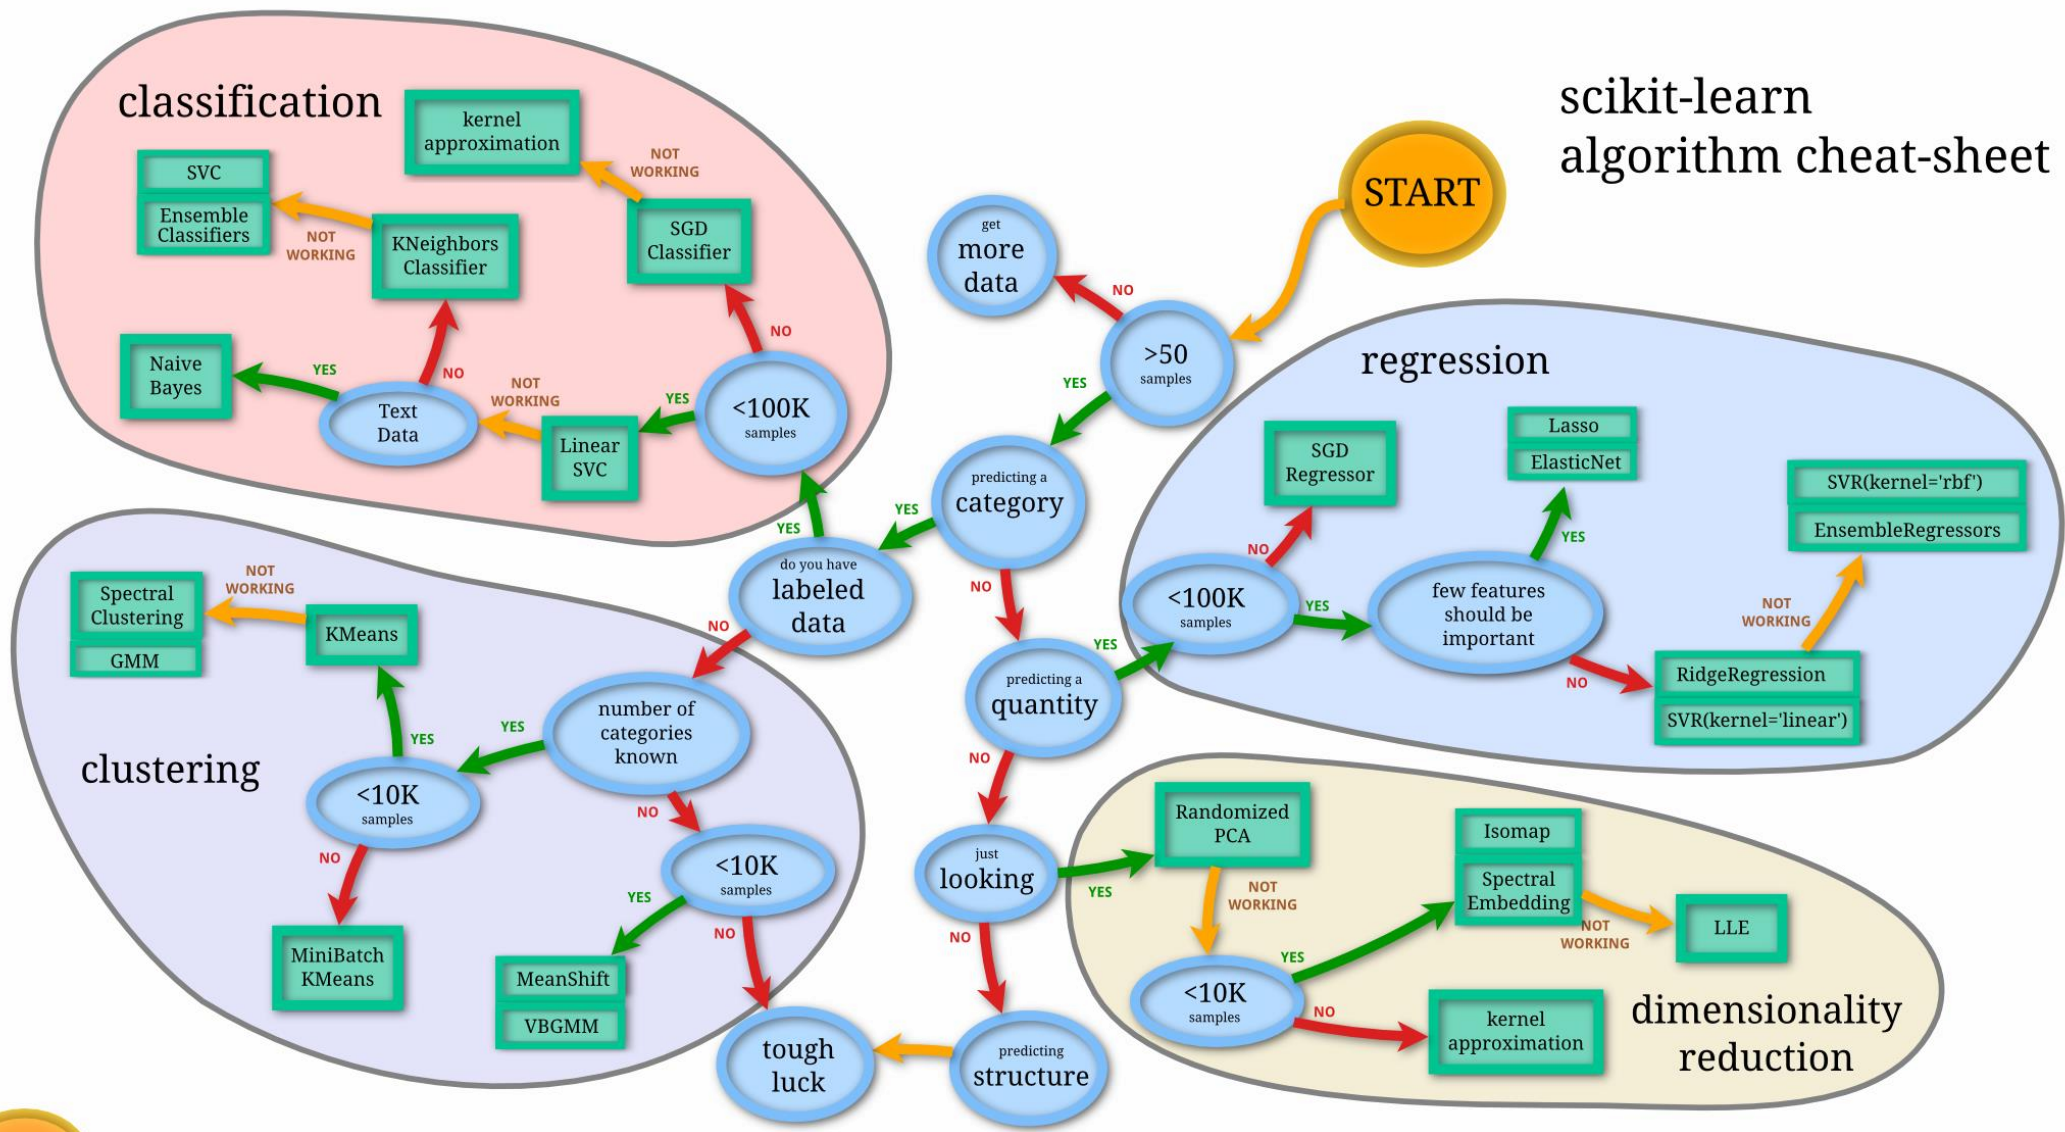 scikit-learn
algorithm cheat-sheet
START
>50
samples
NO
get
more
data
YES
predicting a
category
YES
do you have
labeled
data
NO
predicting a
quantity
YES
NO
just
looking
YES
NO
predicting
structure
tough
luck
classification
YES
<100K
samples
NO
SGD
Classifier
NOT
WORKING
kernel
approximation
YES
Linear
SVC
NOT
WORKING
Text
Data
YES
Naive
Bayes
NO
KNeighbors
Classifier
NOT
WORKING
SVC
Ensemble
Classifiers
clustering
NO
number of
categories
known
YES
<10K
samples
YES
KMeans
NOT
WORKING
Spectral
Clustering
GMM
NO
MiniBatch
KMeans
NO
<10K
samples
YES
MeanShift
VBGMM
NO
regression
<100K
samples
NO
SGD
Regressor
YES
few features
should be
important
YES
Lasso
ElasticNet
NO
RidgeRegression
SVR(kernel='linear')
NOT
WORKING
SVR(kernel='rbf')
EnsembleRegressors
dimensionality
reduction
Randomized
PCA
NOT
WORKING
<10K
samples
YES
Isomap
Spectral
Embedding
NOT
WORKING
LLE
NO
kernel
approximation